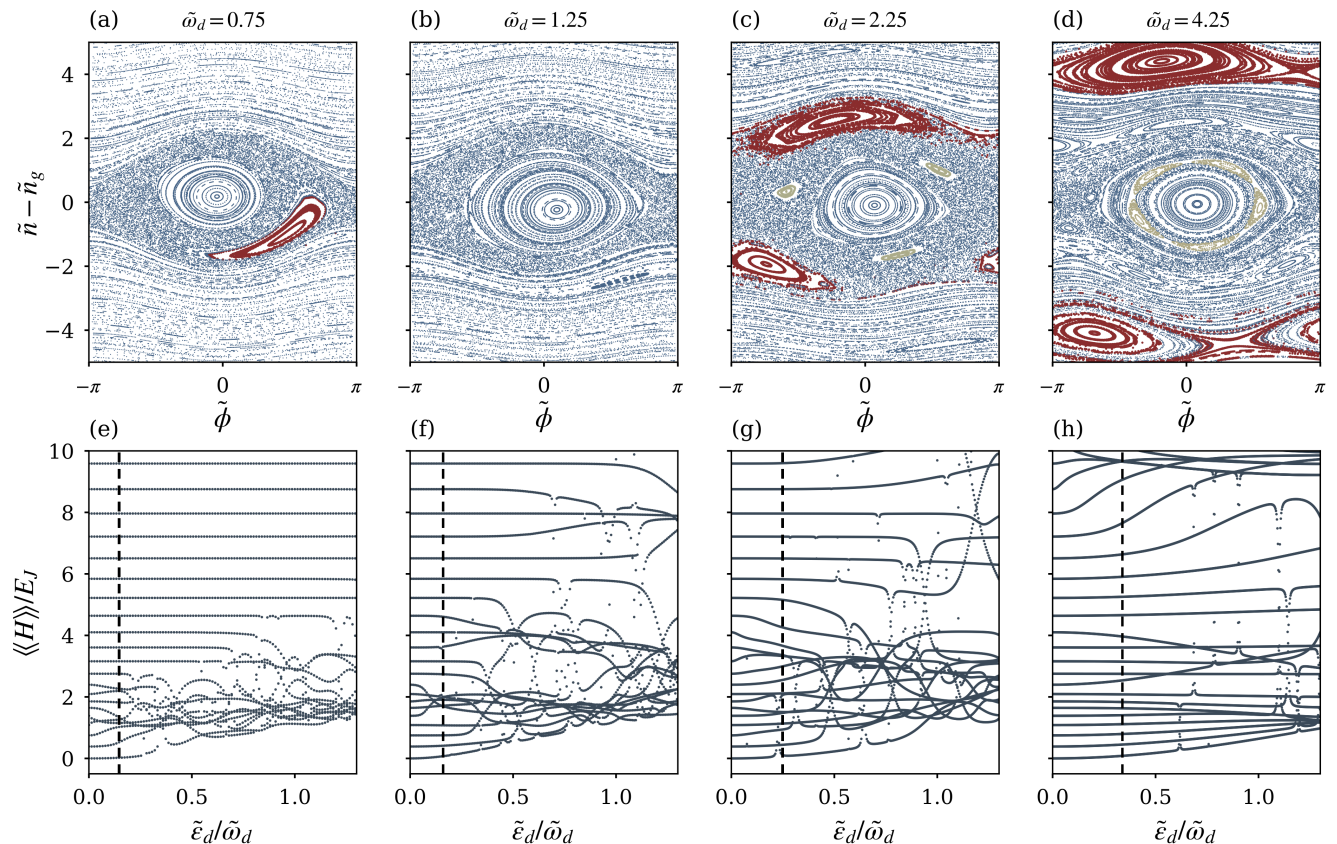 (a) ω̃_d = 0.75
(b) ω̃_d = 1.25
(c) ω̃_d = 2.25
(d) ω̃_d = 4.25
ñ − ñ_g
4
2
0
−2
−4
−π 0 π
−π 0 π
−π 0 π
−π 0 π
ϕ̃
ϕ̃
ϕ̃
ϕ̃
(e)
(f)
(g)
(h)
⟨⟨H⟩⟩/E_J
10
8
6
4
2
0
0.0 0.5 1.0
0.0 0.5 1.0
0.0 0.5 1.0
0.0 0.5 1.0
ε̃_d/ω̃_d
ε̃_d/ω̃_d
ε̃_d/ω̃_d
ε̃_d/ω̃_d